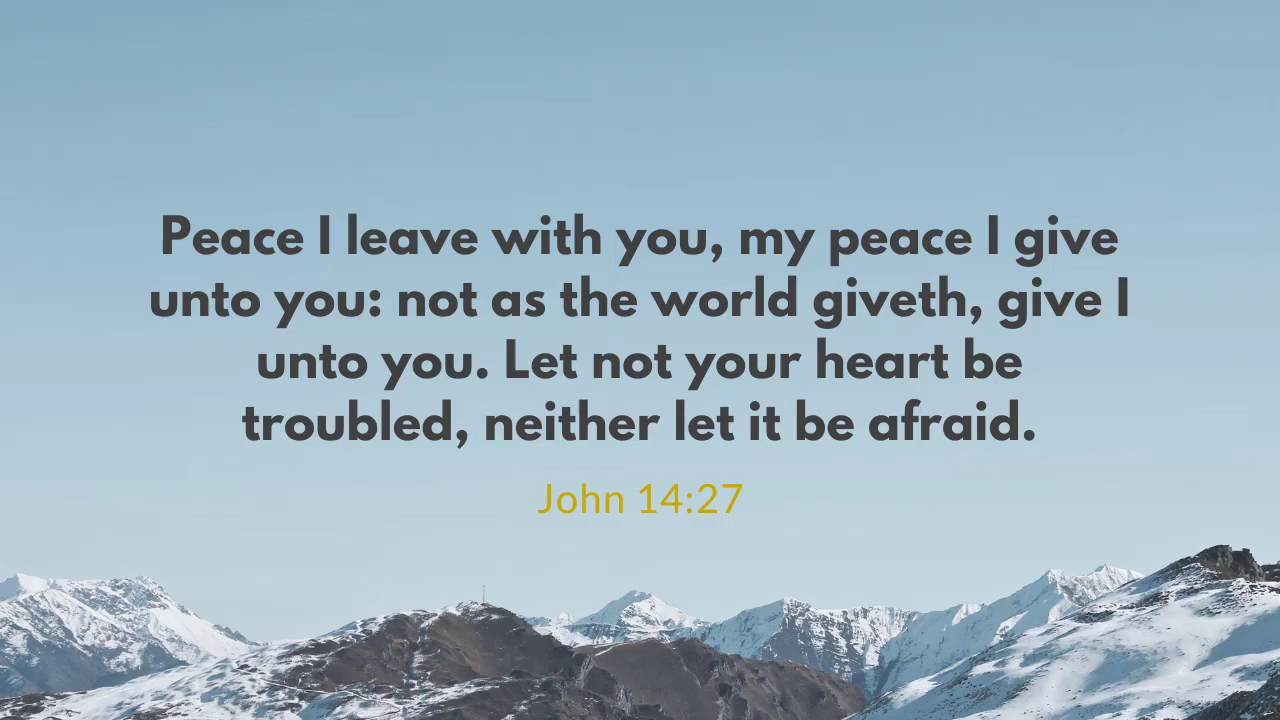 Peace I leave with you, my peace I give
unto you: not as the world giveth, give I
unto you. Let not your heart be
troubled, neither let it be afraid.
John 14:27